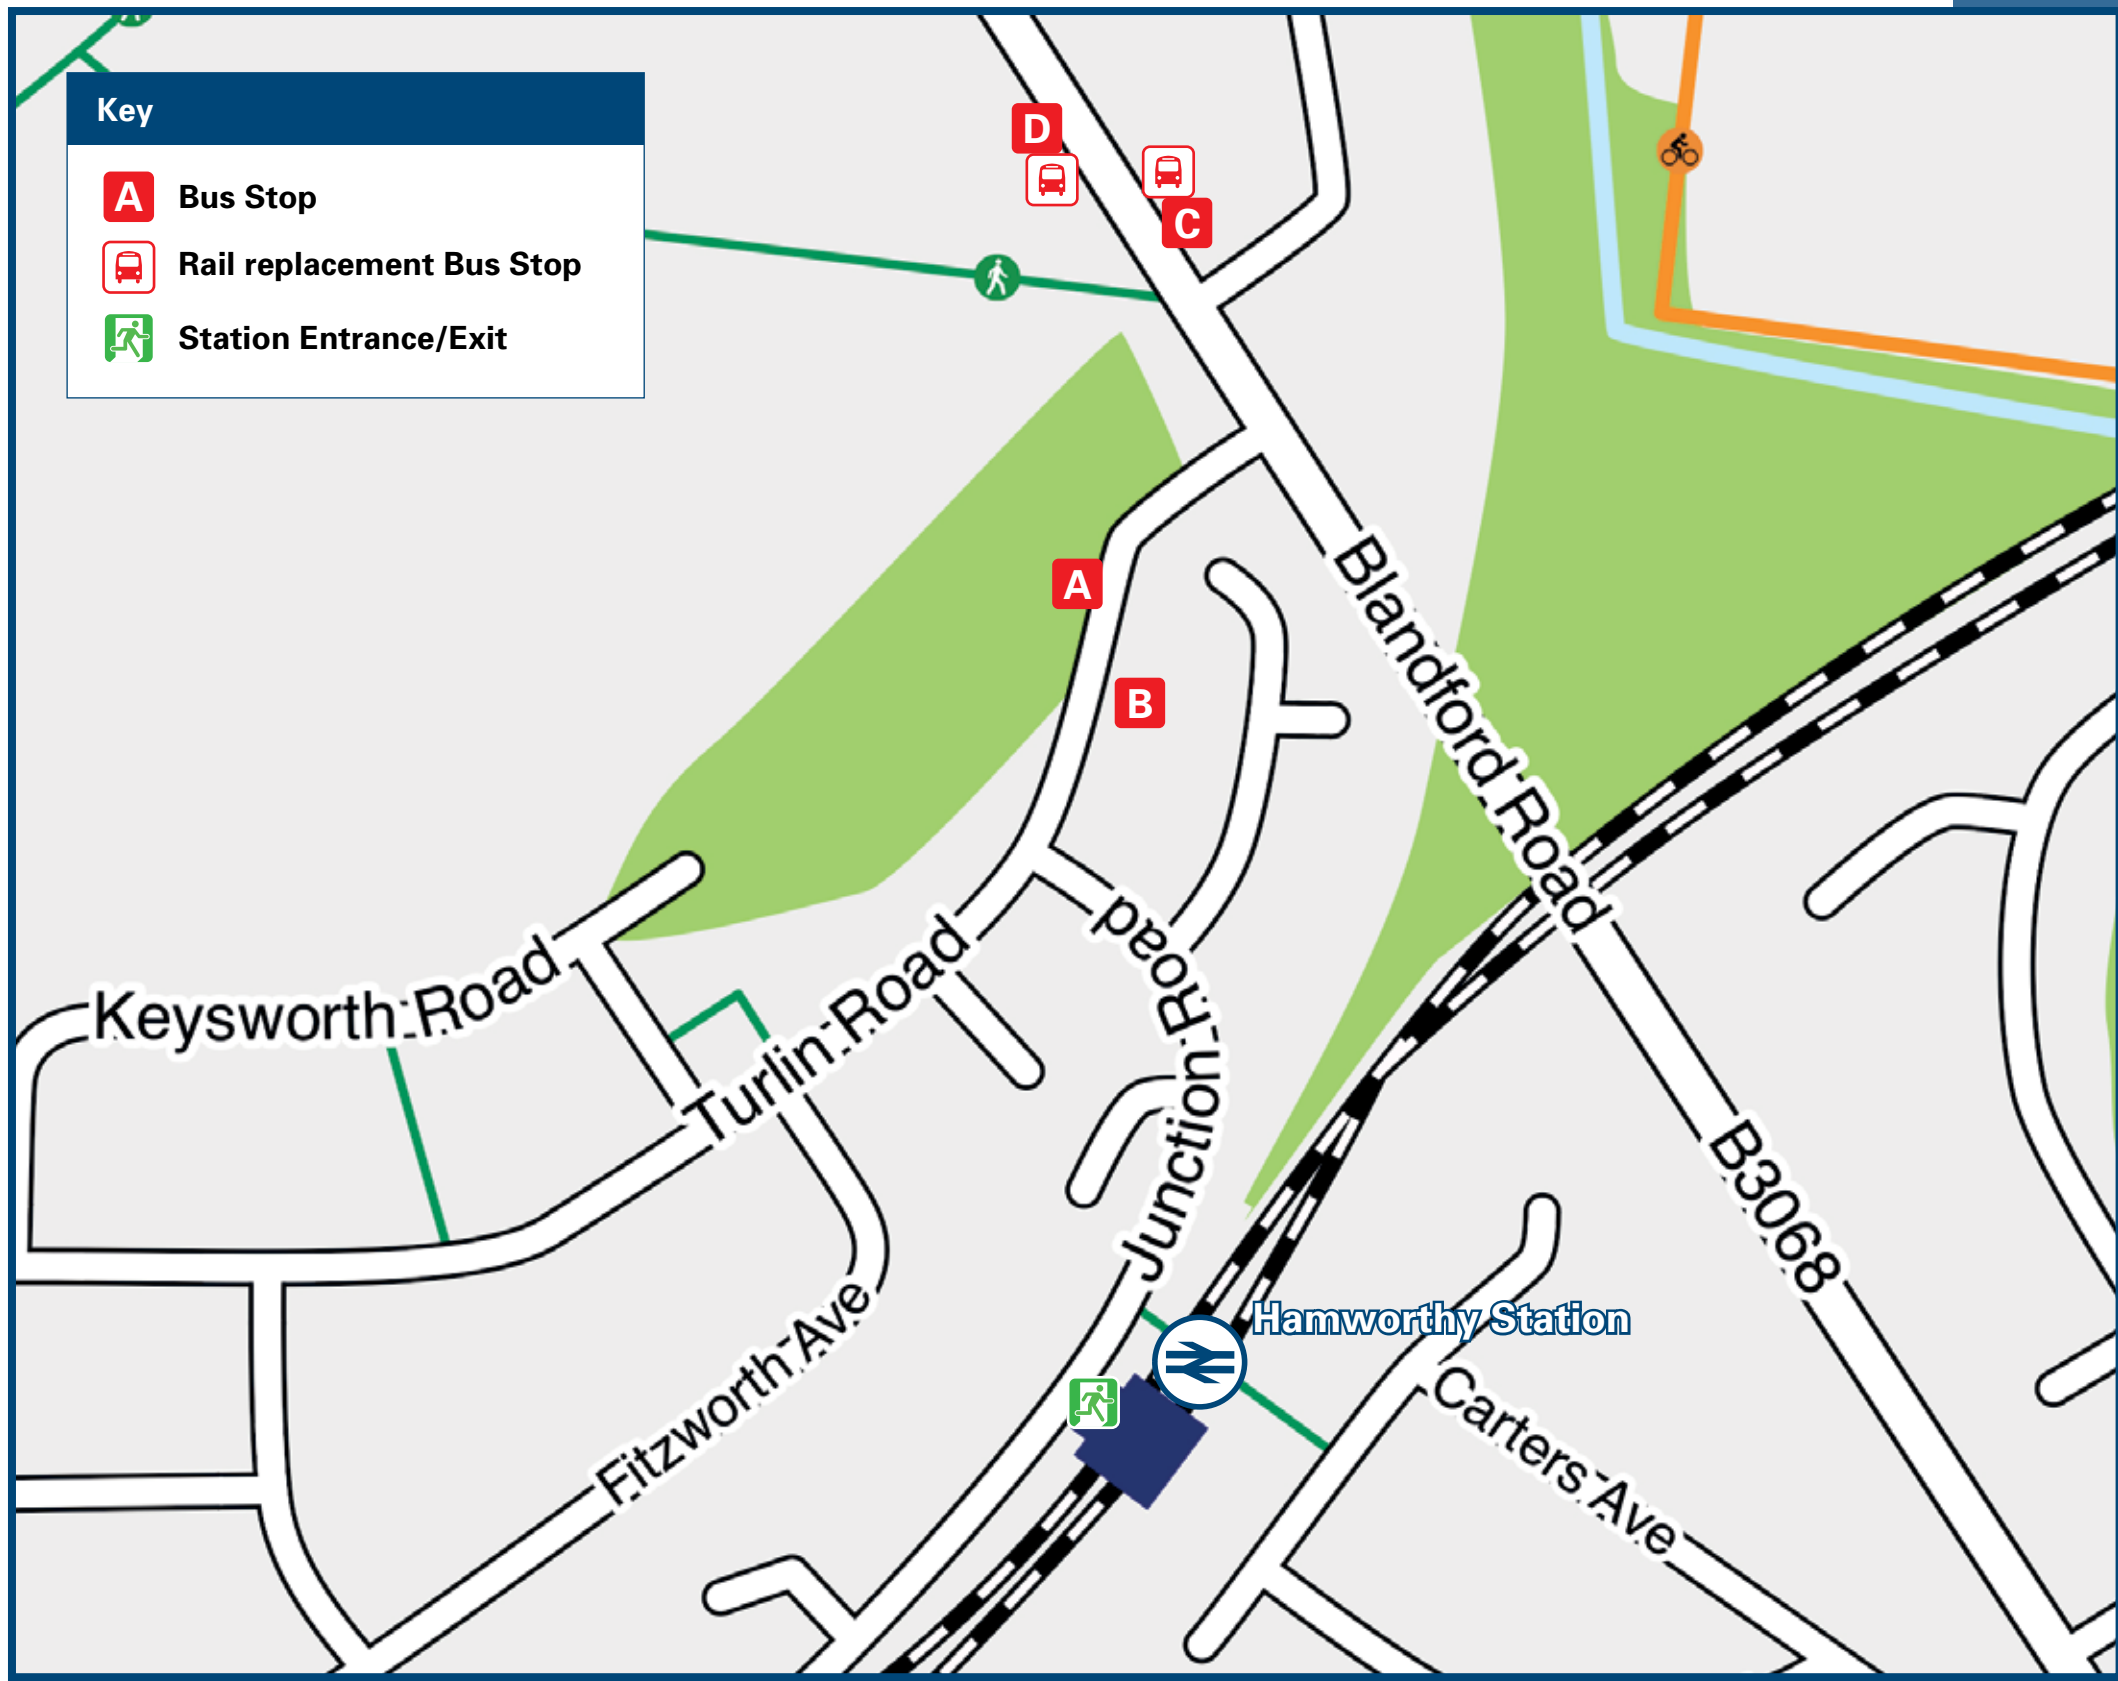 Key
A Bus Stop
Rail replacement Bus Stop
Station Entrance/Exit
D
C
A
B
Blandford Road
Keysworth Road
Turlin Road
Junction Road
B3068
Fitzworth Ave
Hamworthy Station
Carters Ave